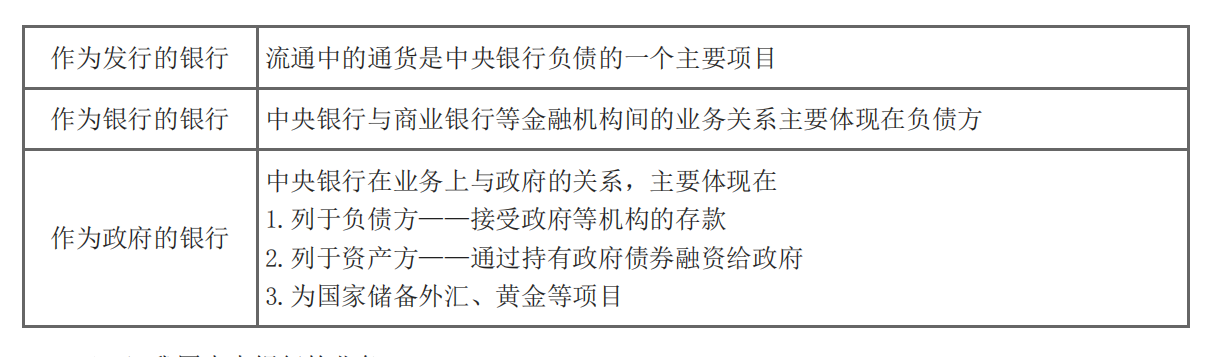 作为发行的银行
流通中的通货是中央银行负债的一个主要项目
作为银行的银行
中央银行与商业银行等金融机构间的业务关系主要体现在负债方
作为政府的银行
中央银行在业务上与政府的关系，主要体现在
1.列于负债方——接受政府等机构的存款
2.列于资产方——通过持有政府债券融资给政府
3.为国家储备外汇、黄金等项目